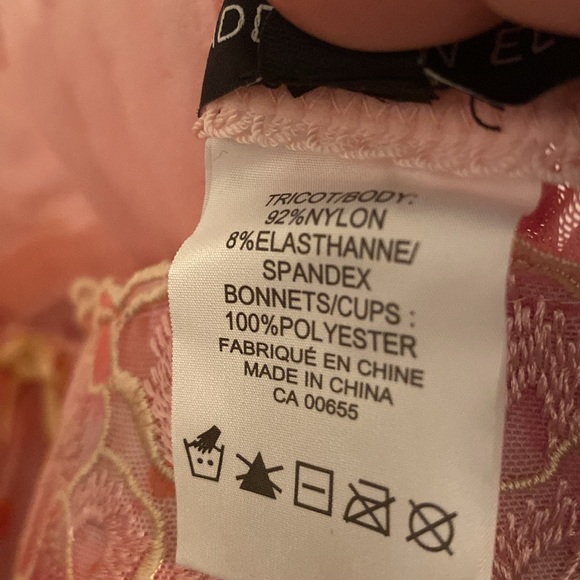 TRICOT/BODY:
92%NYLON
8%ELASTHANNE/
SPANDEX
BONNETS/CUPS :
100%POLYESTER
FABRIQUÉ EN CHINE
MADE IN CHINA
CA 00655